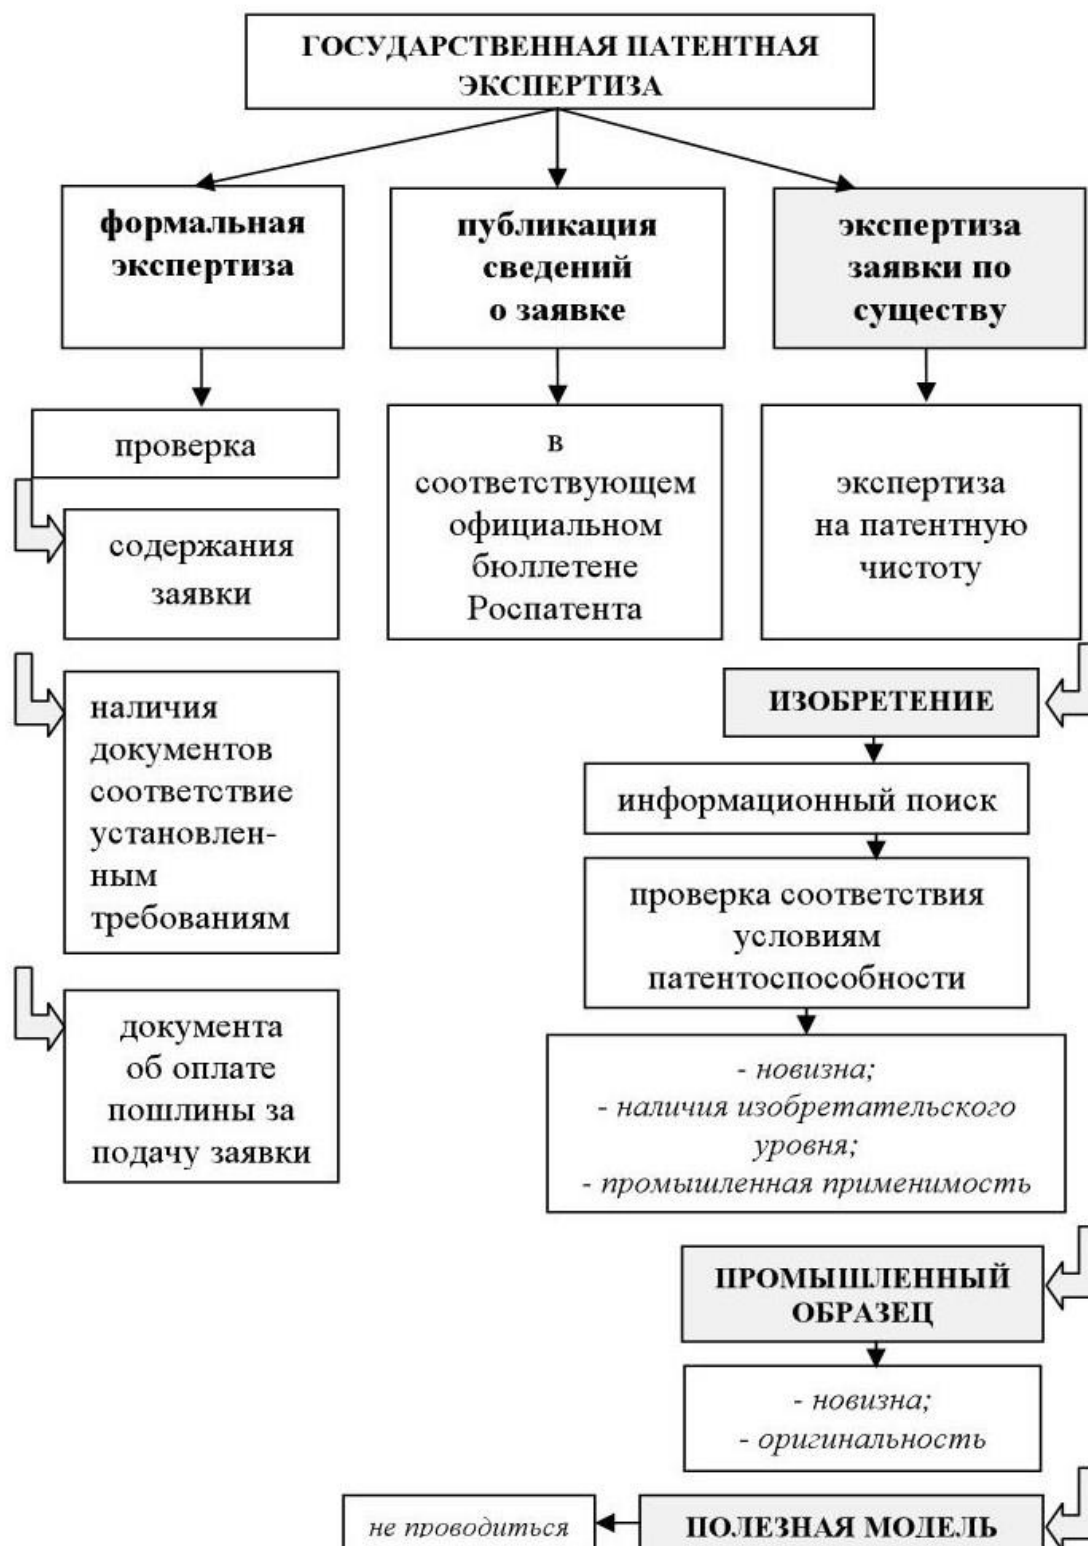 ГОСУДАРСТВЕННАЯ ПАТЕНТНАЯ
ЭКСПЕРТИЗА
формальная
экспертиза
публикация
сведений
о заявке
экспертиза
заявки по
существу
проверка
содержания
заявки
наличия
документов
соответствие
установлен-
ным
требованиям
документа
об оплате
пошлины за
подачу заявки
в
соответствующем
официальном
бюллетене
Роспатента
экспертиза
на патентную
чистоту
ИЗОБРЕТЕНИЕ
информационный поиск
проверка соответствия
условиям
патентоспособности
- новизна;
- наличия изобретательского
уровня;
- промышленная применимость
ПРОМЫШЛЕННЫЙ
ОБРАЗЕЦ
- новизна;
- оригинальность
не проводиться
ПОЛЕЗНАЯ МОДЕЛЬ